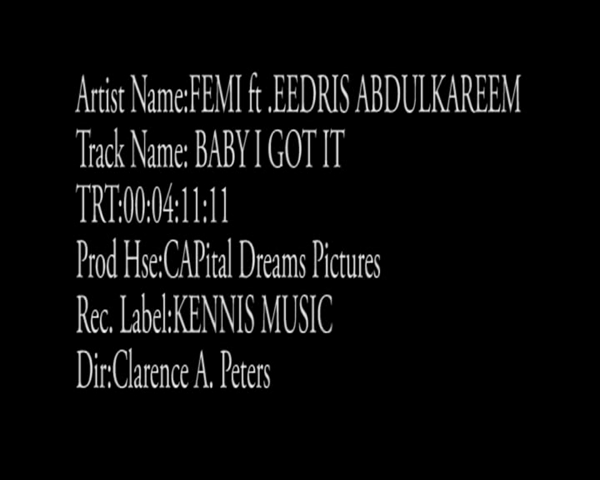 Artist Name:FEMI ft .EEDRIS ABDULKAREEM
Track Name: BABY I GOT IT
TRT:00:04:11:11
Prod Hse:CAPital Dreams Pictures
Rec. Label:KENNIS MUSIC
Dir:Clarence A. Peters